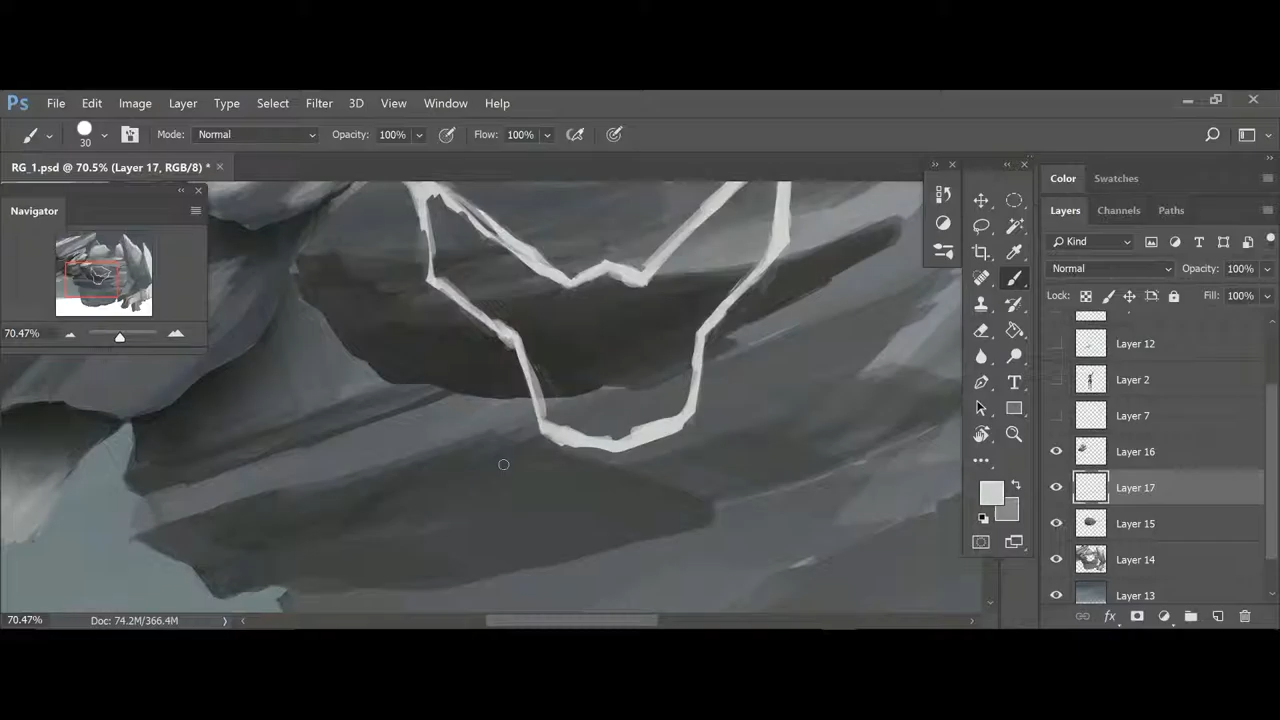 Ps File Edit Image Layer Type Select Filter 3D View Window Help
30 Mode: Normal Opacity: 100% Flow: 100%
RG_1.psd @ 70.5% (Layer 17, RGB/8) *
Navigator
70.47%
Color Swatches
Layers Channels Paths
Kind
Normal Opacity: 100%
Lock: Fill: 100%
Layer 12
Layer 2
Layer 7
Layer 16
Layer 17
Layer 15
Layer 14
Layer 13
70.47% Doc: 74.2M/366.4M